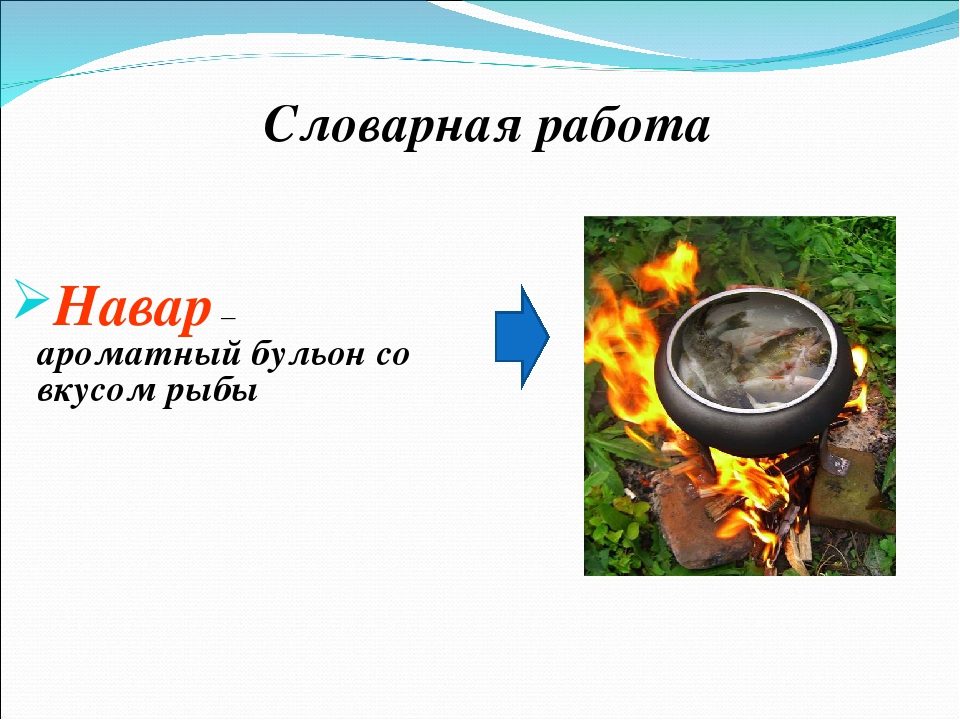 Словарная работа
Навар –
ароматный бульон со
вкусом рыбы